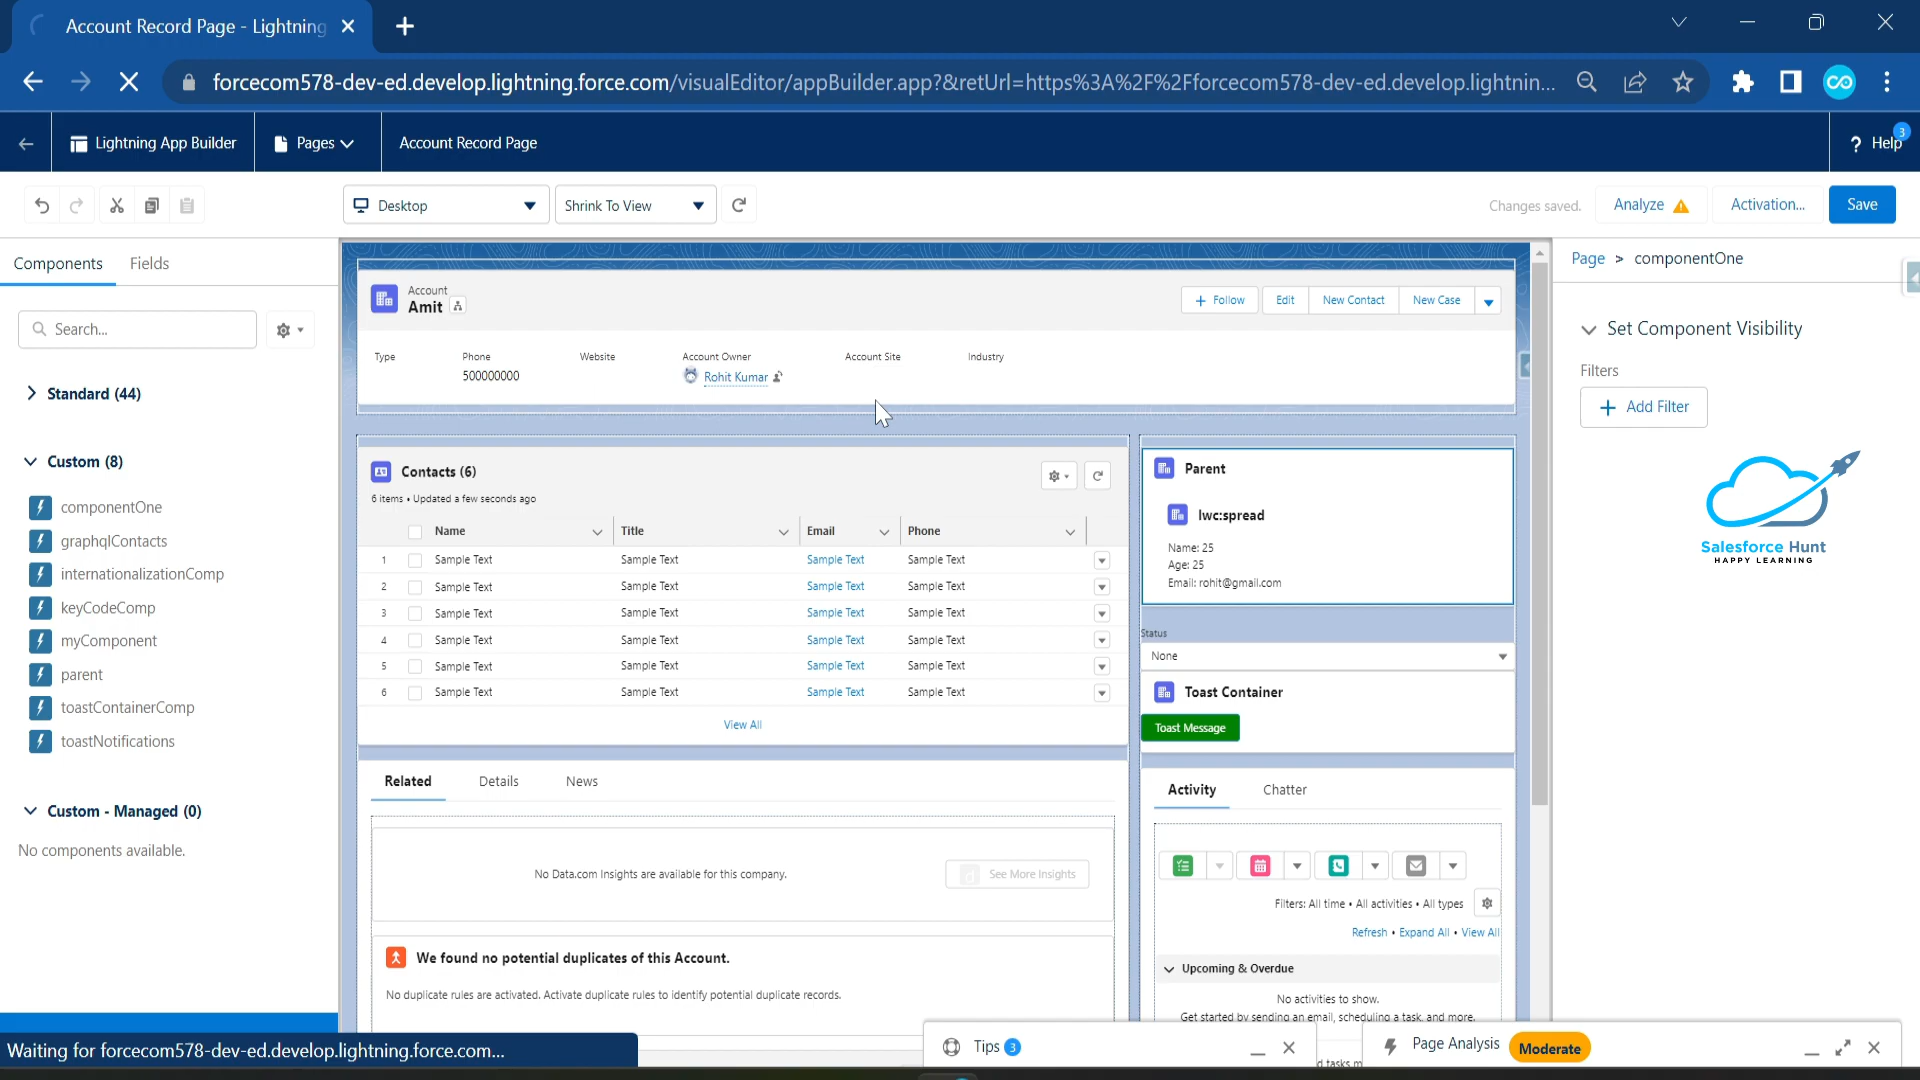 Account Record Page - Lightning
forcecom578-dev-ed.develop.lightning.force.com/visualEditor/appBuilder.app?&retUrl=https%3A%2F%2Fforcecom578-dev-ed.develop.lightnin...
Lightning App Builder
Pages
Account Record Page
? Help
3
Desktop
Shrink To View
Changes saved.
Analyze
Activation...
Save
Components
Fields
Search...
Standard (44)
Custom (8)
componentOne
graphqlContacts
internationalizationComp
keyCodeComp
myComponent
parent
toastContainerComp
toastNotifications
Custom - Managed (0)
No components available.
Account
Amit
+ Follow
Edit
New Contact
New Case
Type
Phone
Website
Account Owner
Account Site
Industry
500000000
Rohit Kumar
Contacts (6)
6 items • Updated a few seconds ago
Name
Title
Email
Phone
1 Sample Text Sample Text Sample Text Sample Text
2 Sample Text Sample Text Sample Text Sample Text
3 Sample Text Sample Text Sample Text Sample Text
4 Sample Text Sample Text Sample Text Sample Text
5 Sample Text Sample Text Sample Text Sample Text
6 Sample Text Sample Text Sample Text Sample Text
View All
Related
Details
News
No Data.com Insights are available for this company.
See More Insights
We found no potential duplicates of this Account.
No duplicate rules are activated. Activate duplicate rules to identify potential duplicate records.
Parent
lwc:spread
Name: 25
Age: 25
Email: rohit@gmail.com
Status
None
Toast Container
Toast Message
Activity
Chatter
Filters: All time • All activities • All types
Refresh • Expand All • View All
Upcoming & Overdue
No activities to show.
Get started by sending an email, scheduling a task, and more.
Page > componentOne
Set Component Visibility
Filters
+ Add Filter
Salesforce Hunt
HAPPY LEARNING
Waiting for forcecom578-dev-ed.develop.lightning.force.com...
Tips 3
Page Analysis
Moderate